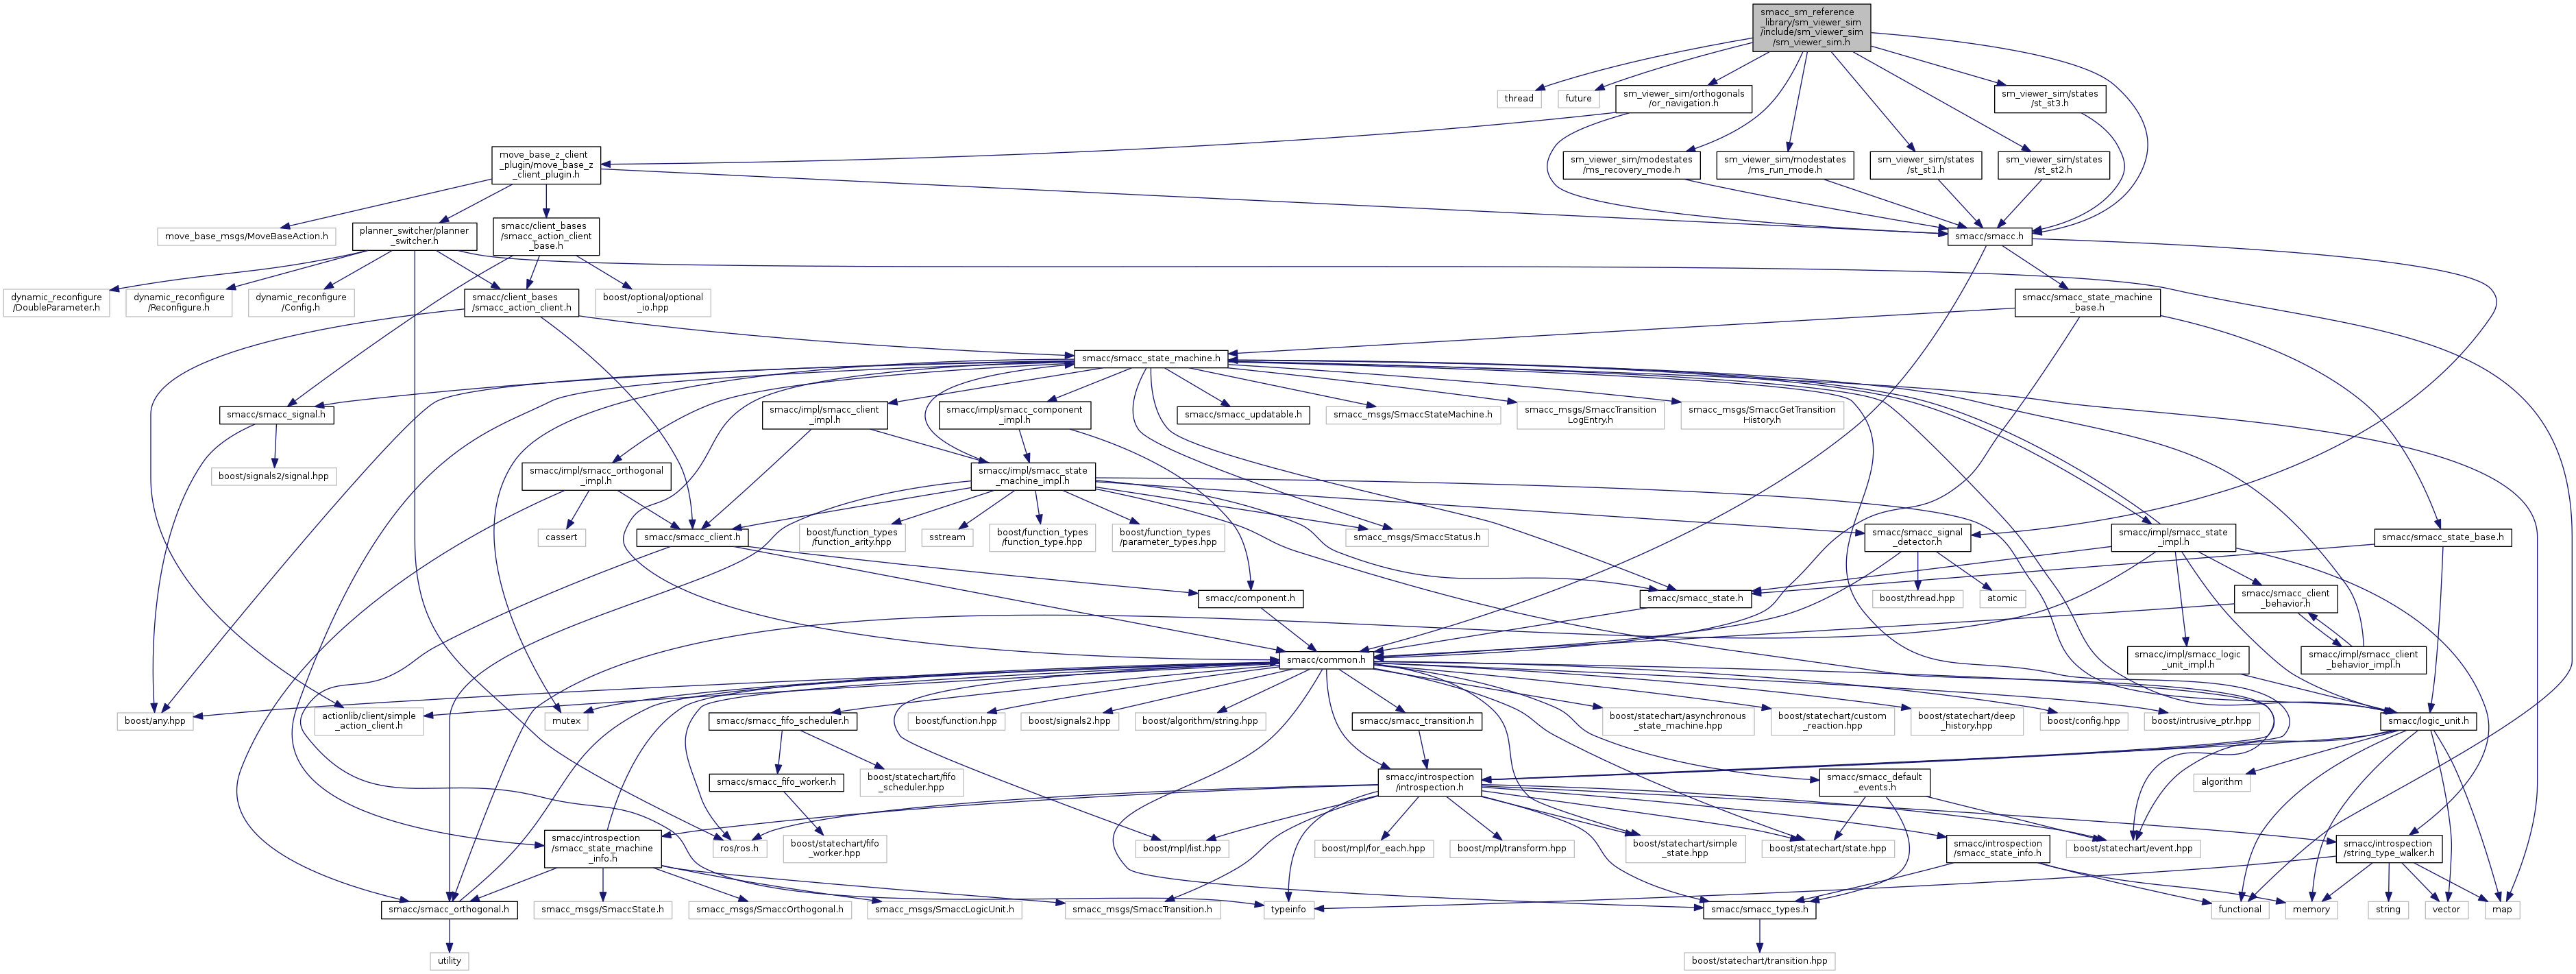 smacc_sm_reference
_library/sm_viewer_sim
/include/sm_viewer_sim
/sm_viewer_sim.h
thread
future
sm_viewer_sim/orthogonals
/or_navigation.h
sm_viewer_sim/states
/st_st3.h
move_base_z_client
_plugin/move_base_z
_client_plugin.h
sm_viewer_sim/modestates
/ms_recovery_mode.h
sm_viewer_sim/modestates
/ms_run_mode.h
sm_viewer_sim/states
/st_st1.h
sm_viewer_sim/states
/st_st2.h
move_base_msgs/MoveBaseAction.h
planner_switcher/planner
_switcher.h
smacc/client_bases
/smacc_action_client
_base.h
smacc/smacc.h
dynamic_reconfigure
/DoubleParameter.h
dynamic_reconfigure
/Reconfigure.h
dynamic_reconfigure
/Config.h
smacc/client_bases
/smacc_action_client.h
boost/optional/optional
_io.hpp
smacc/smacc_state_machine
_base.h
smacc/smacc_state_machine.h
smacc/smacc_signal.h
smacc/impl/smacc_client
_impl.h
smacc/impl/smacc_component
_impl.h
smacc/smacc_updatable.h
smacc_msgs/SmaccStateMachine.h
smacc_msgs/SmaccTransition
LogEntry.h
smacc_msgs/SmaccGetTransition
History.h
boost/signals2/signal.hpp
smacc/impl/smacc_orthogonal
_impl.h
smacc/impl/smacc_state
_machine_impl.h
cassert
smacc/smacc_client.h
boost/function_types
/function_arity.hpp
sstream
boost/function_types
/function_type.hpp
boost/function_types
/parameter_types.hpp
smacc_msgs/SmaccStatus.h
smacc/smacc_signal
_detector.h
smacc/impl/smacc_state
_impl.h
smacc/smacc_state_base.h
smacc/component.h
smacc/smacc_state.h
boost/thread.hpp
atomic
smacc/smacc_client
_behavior.h
smacc/common.h
smacc/impl/smacc_logic
_unit_impl.h
smacc/impl/smacc_client
_behavior_impl.h
boost/any.hpp
actionlib/client/simple
_action_client.h
mutex
smacc/smacc_fifo_scheduler.h
boost/function.hpp
boost/signals2.hpp
boost/algorithm/string.hpp
smacc/smacc_transition.h
boost/statechart/asynchronous
_state_machine.hpp
boost/statechart/custom
_reaction.hpp
boost/statechart/deep
_history.hpp
boost/config.hpp
boost/intrusive_ptr.hpp
smacc/logic_unit.h
smacc/smacc_fifo_worker.h
boost/statechart/fifo
_scheduler.hpp
smacc/introspection
/introspection.h
smacc/smacc_default
_events.h
algorithm
smacc/introspection
/smacc_state_machine
_info.h
ros/ros.h
boost/statechart/fifo
_worker.hpp
boost/mpl/list.hpp
boost/mpl/for_each.hpp
boost/mpl/transform.hpp
boost/statechart/simple
_state.hpp
boost/statechart/state.hpp
smacc/introspection
/smacc_state_info.h
boost/statechart/event.hpp
smacc/introspection
/string_type_walker.h
smacc/smacc_orthogonal.h
smacc_msgs/SmaccState.h
smacc_msgs/SmaccOrthogonal.h
smacc_msgs/SmaccLogicUnit.h
smacc_msgs/SmaccTransition.h
typeinfo
smacc/smacc_types.h
functional
memory
string
vector
map
utility
boost/statechart/transition.hpp